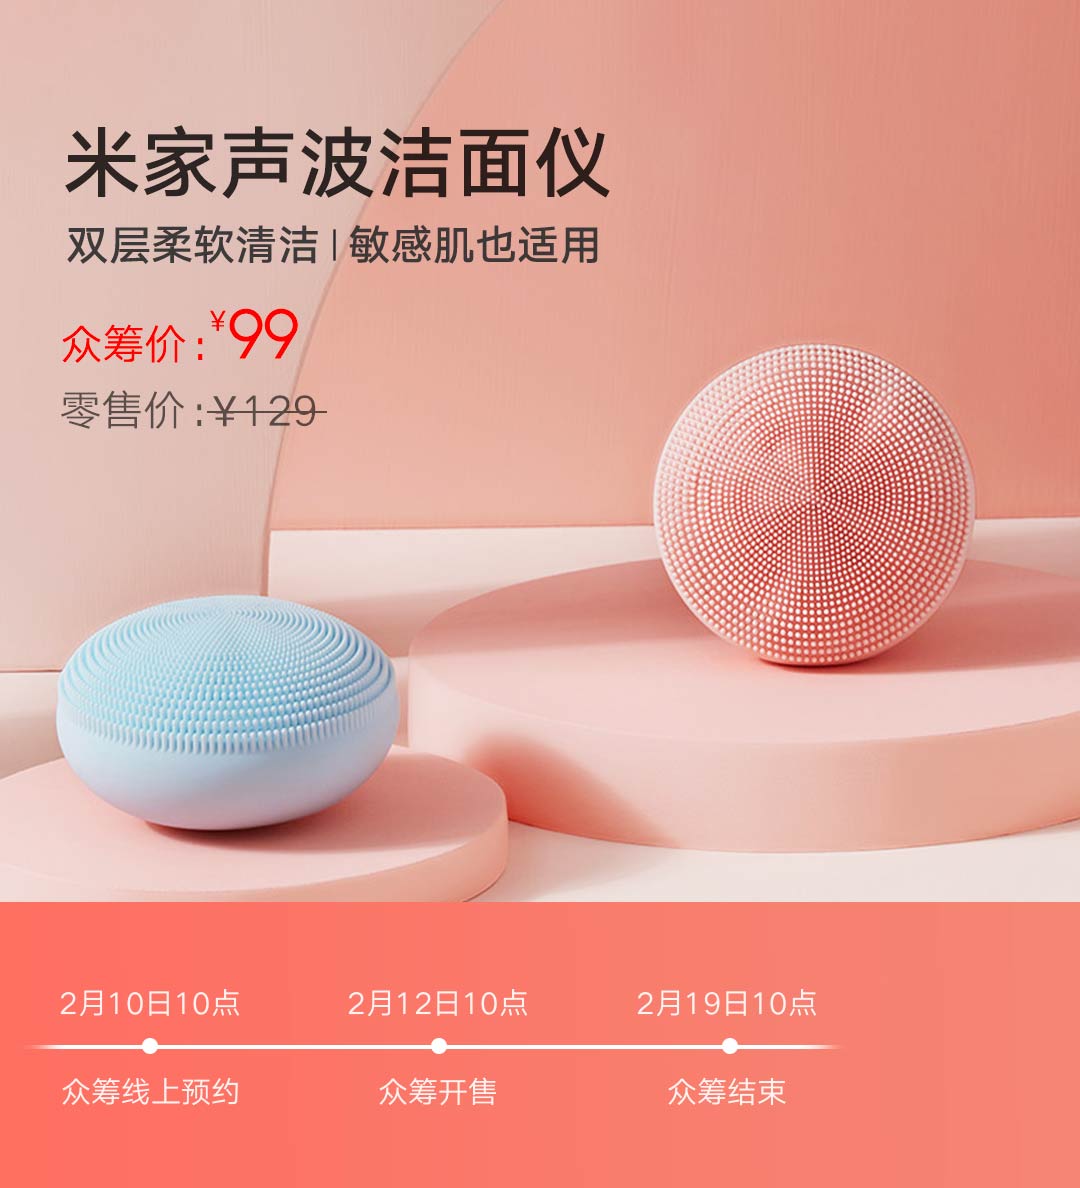 米家声波洁面仪
双层柔软清洁 | 敏感肌也适用
众筹价 : ¥99
零售价 : ¥129
2月10日10点 2月12日10点 2月19日10点
众筹线上预约 众筹开售 众筹结束